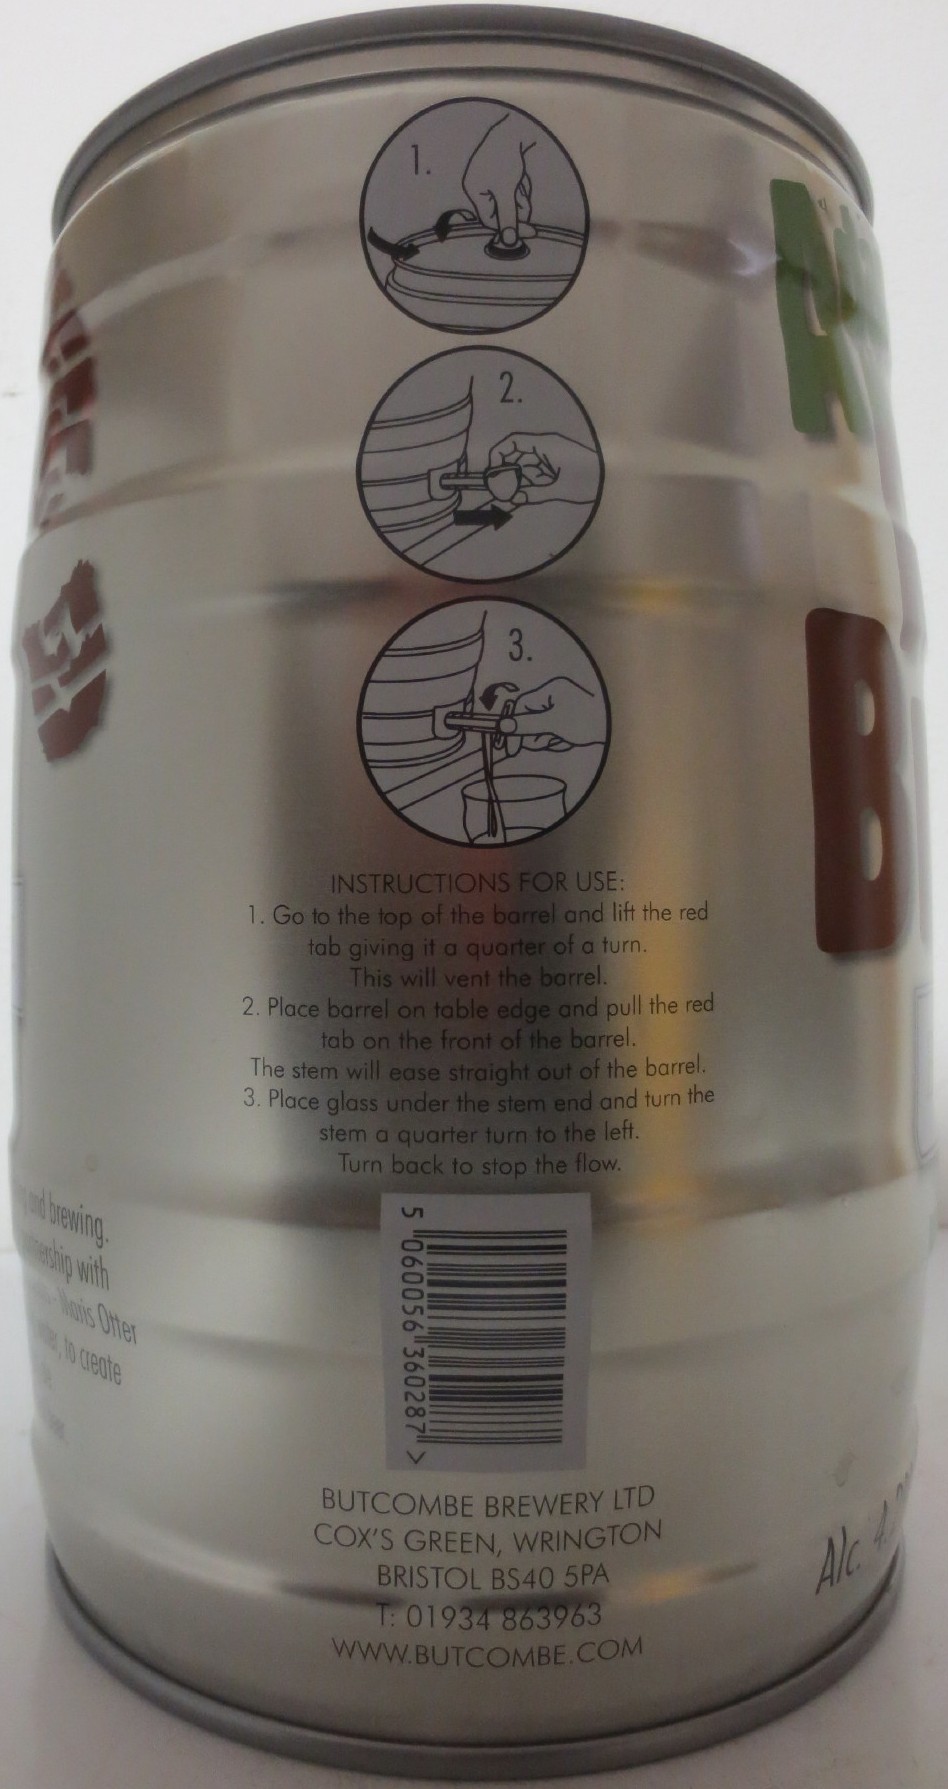 1.
2.
3.
INSTRUCTIONS FOR USE:
1. Go to the top of the barrel and lift the red
tab giving it a quarter of a turn.
This will vent the barrel.
2. Place barrel on table edge and pull the red
tab on the front of the barrel.
The stem will ease straight out of the barrel.
3. Place glass under the stem end and turn the
stem a quarter turn to the left.
Turn back to stop the flow.
5 060056 360287 >
BUTCOMBE BREWERY LTD
COX'S GREEN, WRINGTON
BRISTOL BS40 5PA
T: 01934 863963
WWW.BUTCOMBE.COM
and brewing.
with
Maris Otter
to create
Alc. 4.